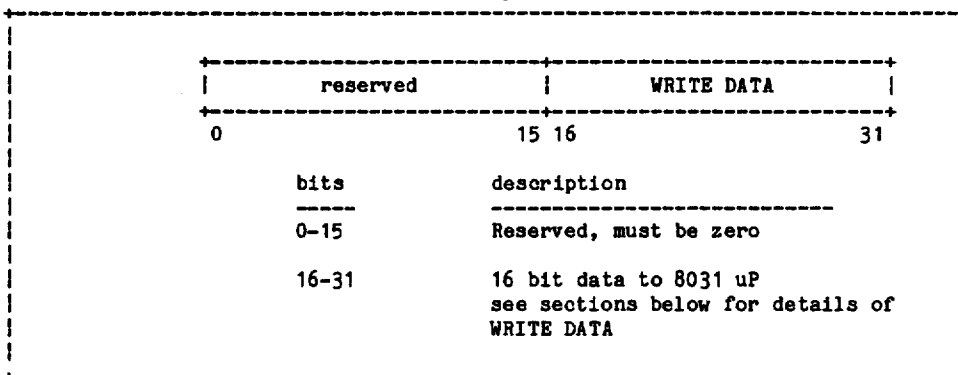 reserved WRITE DATA
0 15 16 31
bits description
0-15 Reserved, must be zero
16-31 16 bit data to 8031 uP
see sections below for details of
WRITE DATA